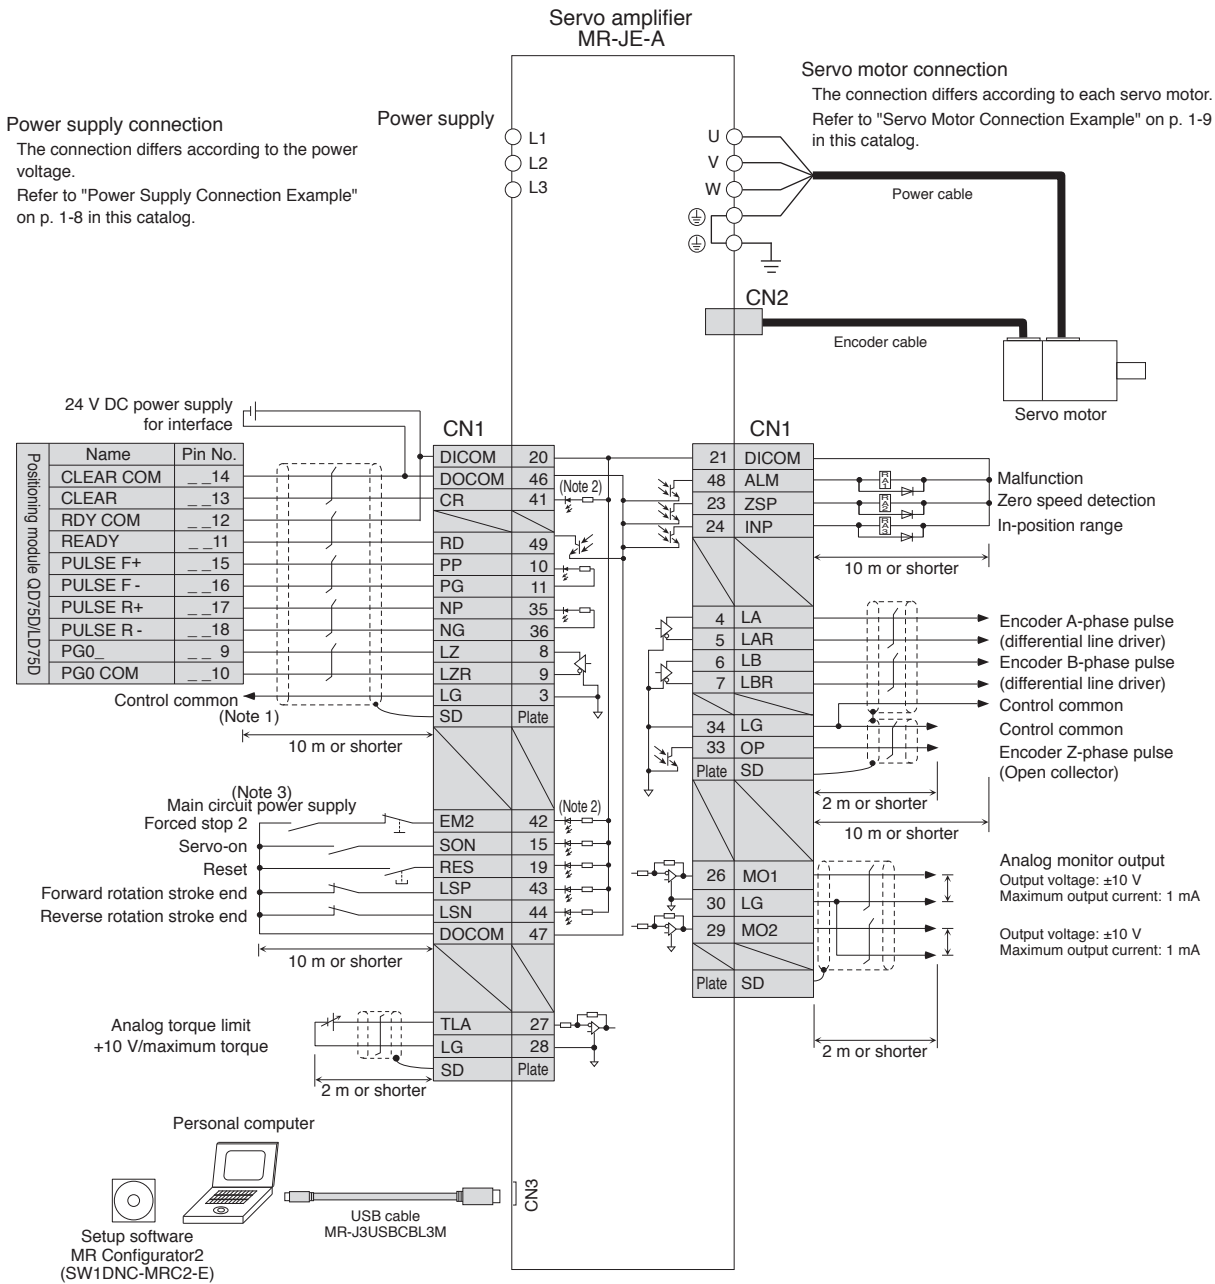 Servo amplifier
MR-JE-A
Servo motor connection
The connection differs according to each servo motor.
Refer to "Servo Motor Connection Example" on p. 1-9
in this catalog.
Power supply connection
The connection differs according to the power
voltage.
Refer to "Power Supply Connection Example"
on p. 1-8 in this catalog.
Power supply
L1
L2
L3
U
V
W
Power cable
CN2
Encoder cable
Servo motor
24 V DC power supply
for interface
Positioning module QD75D/LD75D
Name Pin No.
CLEAR COM _ _14
CLEAR _ _13
RDY COM _ _12
READY _ _11
PULSE F+ _ _15
PULSE F - _ _16
PULSE R+ _ _17
PULSE R - _ _18
PG0_ _ _ 9
PG0 COM _ _10
Control common
(Note 1)
10 m or shorter
CN1
DICOM 20
DOCOM 46
CR 41
(Note 2)
RD 49
PP 10
PG 11
NP 35
NG 36
LZ 8
LZR 9
LG 3
SD Plate
(Note 3)
Main circuit power supply
Forced stop 2
Servo-on
Reset
Forward rotation stroke end
Reverse rotation stroke end
10 m or shorter
(Note 2)
EM2 42
SON 15
RES 19
LSP 43
LSN 44
DOCOM 47
Analog torque limit
+10 V/maximum torque
2 m or shorter
TLA 27
LG 28
SD Plate
CN1
21 DICOM
48 ALM
23 ZSP
24 INP
RA1
RA2
RA3
Malfunction
Zero speed detection
In-position range
10 m or shorter
4 LA
5 LAR
6 LB
7 LBR
34 LG
33 OP
Plate SD
Encoder A-phase pulse
(differential line driver)
Encoder B-phase pulse
(differential line driver)
Control common
Control common
Encoder Z-phase pulse
(Open collector)
2 m or shorter
10 m or shorter
26 MO1
30 LG
29 MO2
Plate SD
Analog monitor output
Output voltage: ±10 V
Maximum output current: 1 mA
Output voltage: ±10 V
Maximum output current: 1 mA
2 m or shorter
Personal computer
CN3
USB cable
MR-J3USBCBL3M
Setup software
MR Configurator2
(SW1DNC-MRC2-E)